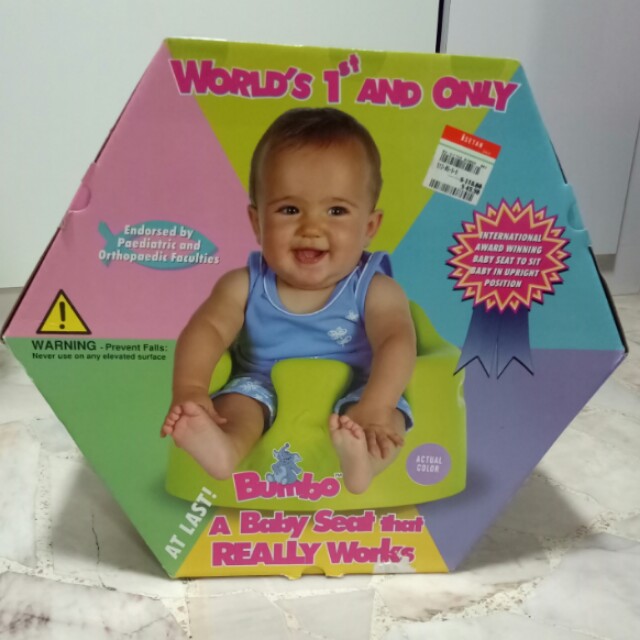 WORLD'S 1st AND ONLY
Endorsed by
Paediatric and
Orthopaedic Faculties
INTERNATIONAL
AWARD WINNING
BABY SEAT TO SIT
BABY IN UPRIGHT
POSITION
WARNING - Prevent Falls:
Never use on any elevated surface
ACTUAL
COLOR
AT LAST!
Bumbo
A Baby Seat that
REALLY Works